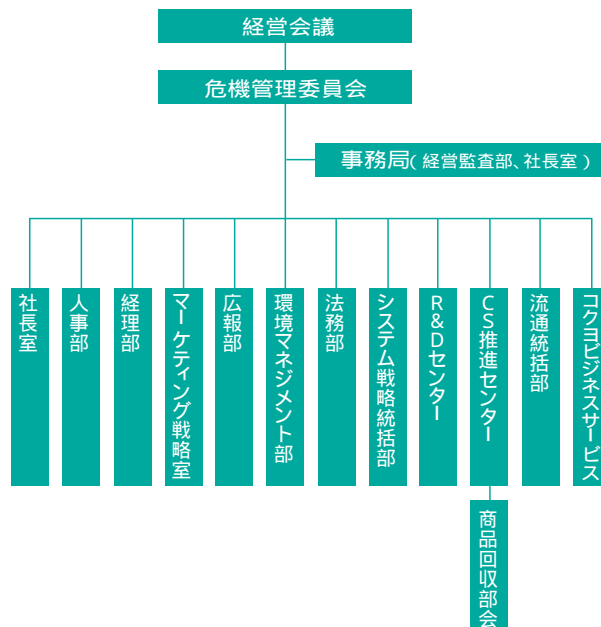 経営会議
危機管理委員会
事務局（経営監査部、社長室）
社長室
人事部
経理部
マーケティング戦略室
広報部
環境マネジメント部
法務部
システム戦略統括部
R&Dセンター
CS推進センター
流通統括部
コクヨビジネスサービス
商品回収部会